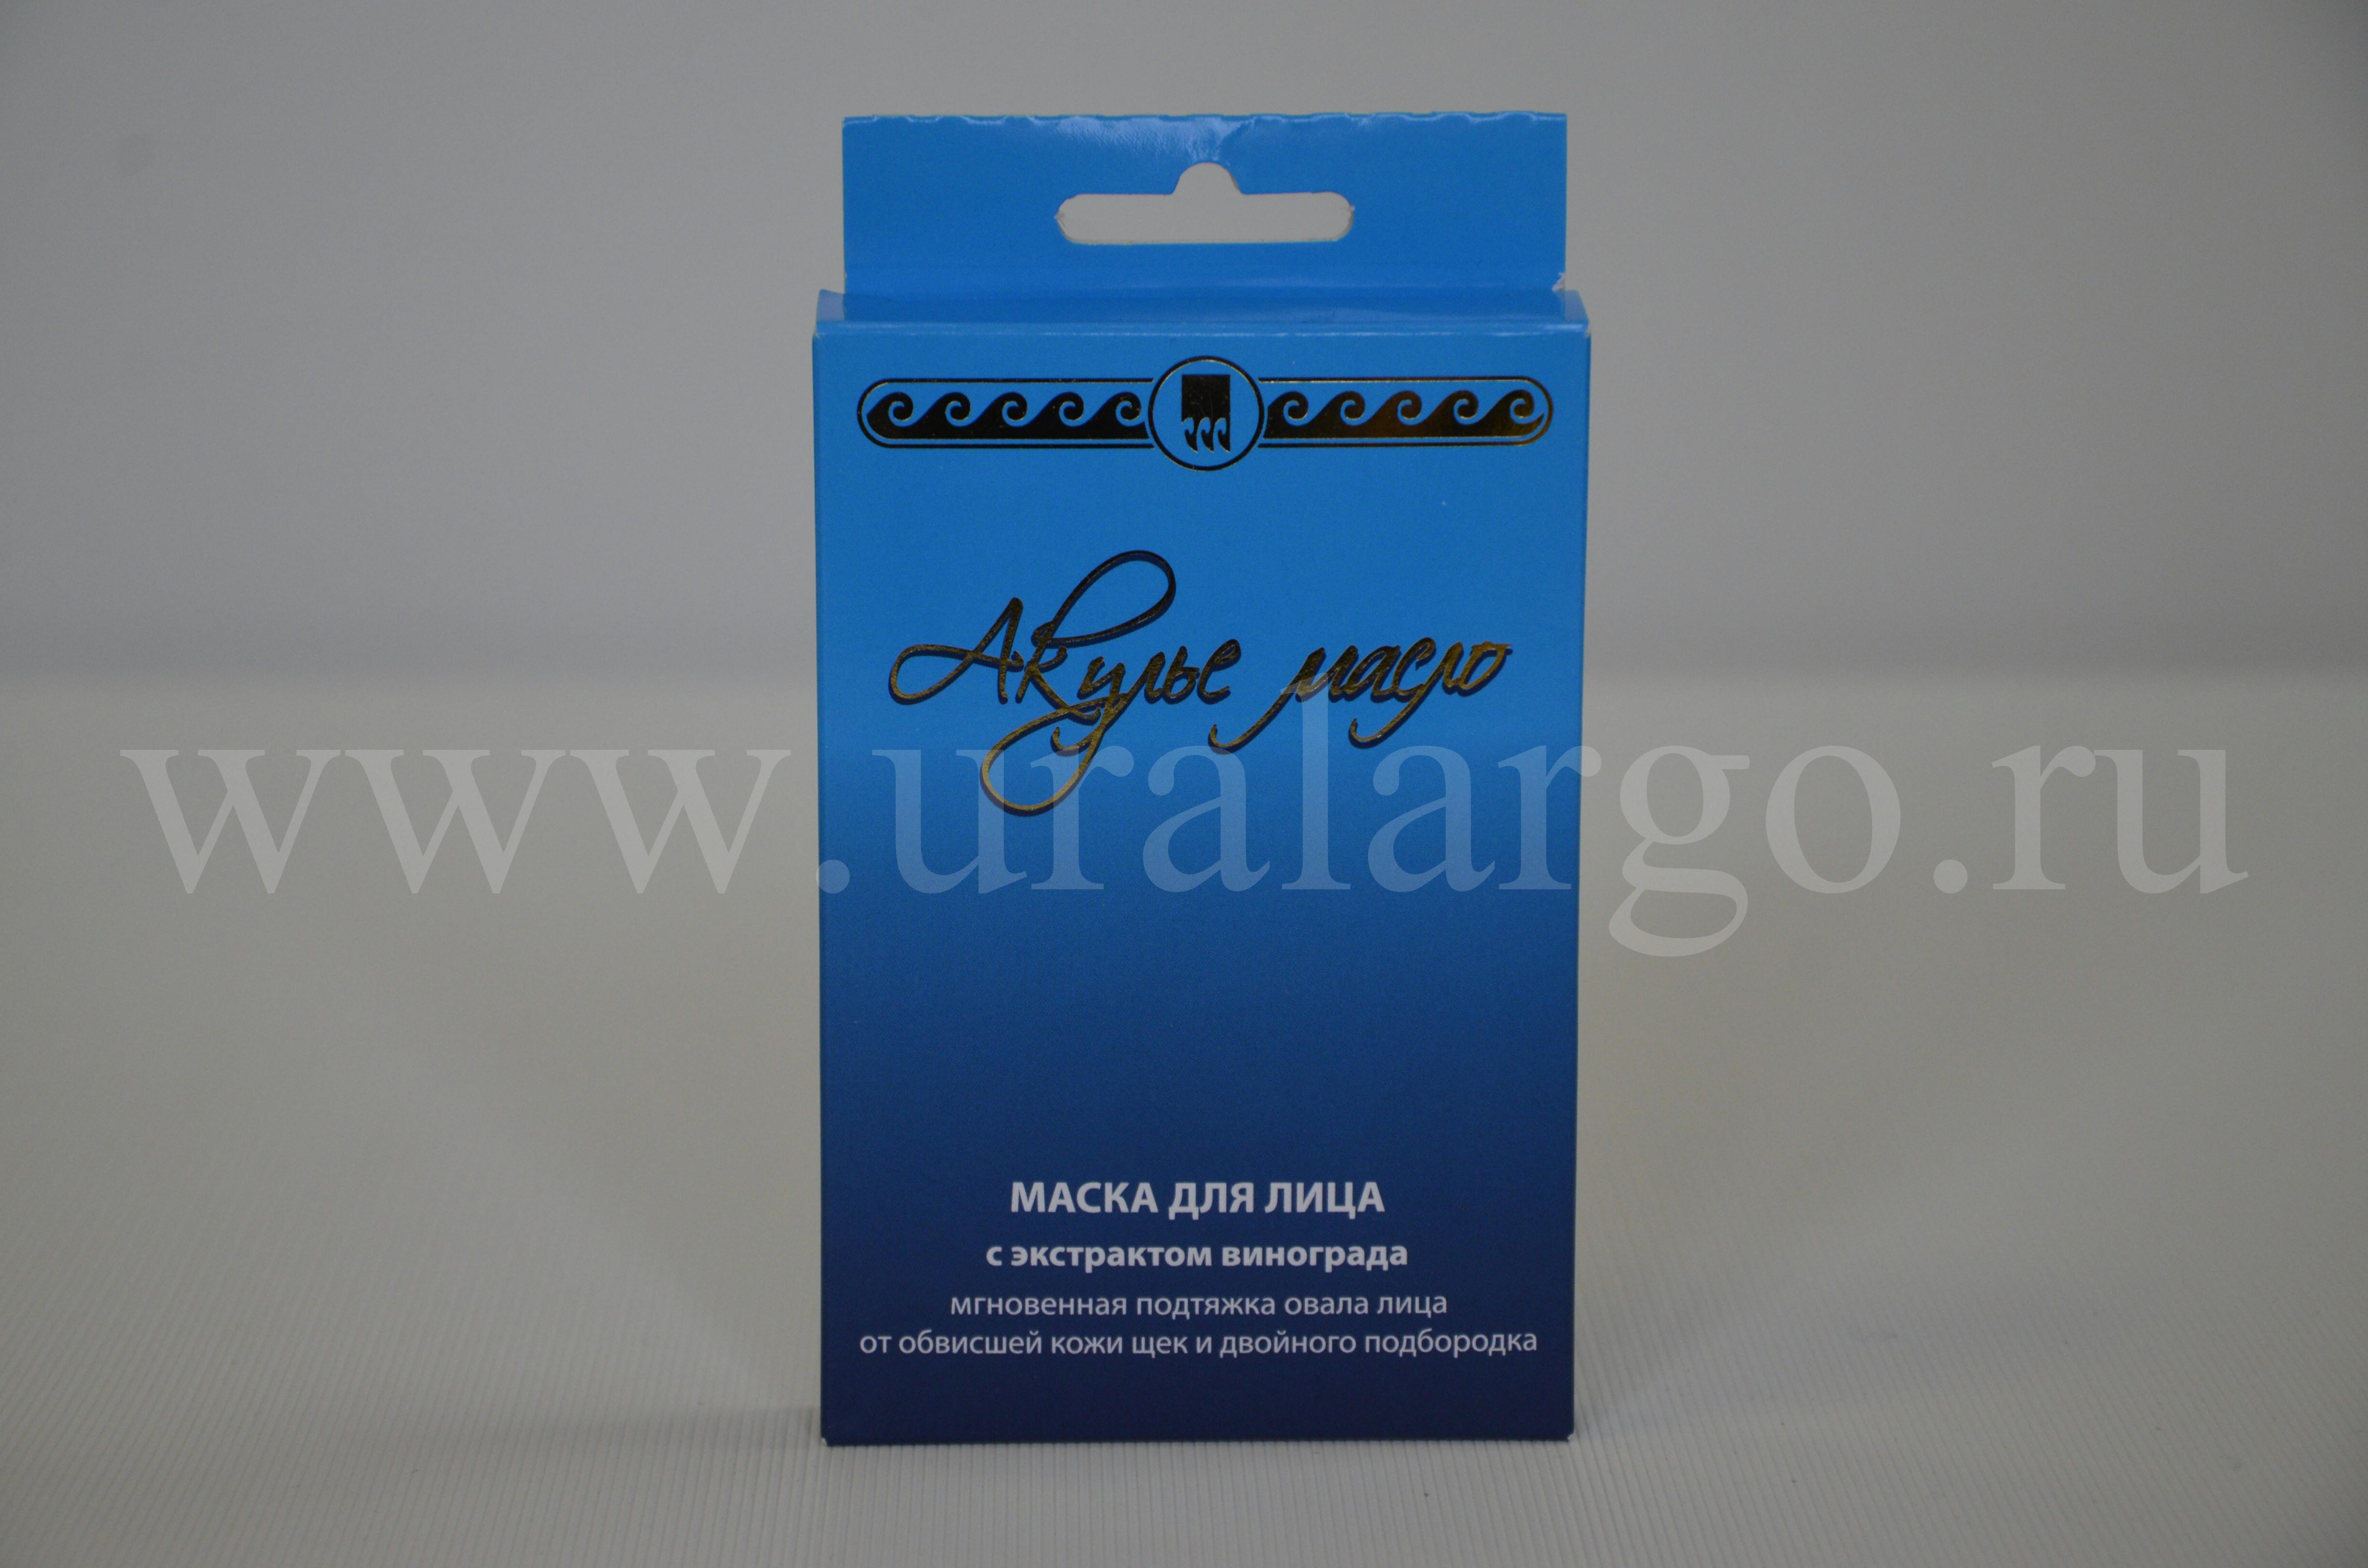 Акулье масло
www.uralargo.ru
МАСКА ДЛЯ ЛИЦА
с экстрактом винограда
мгновенная подтяжка овала лица
от обвисшей кожи щек и двойного подбородка